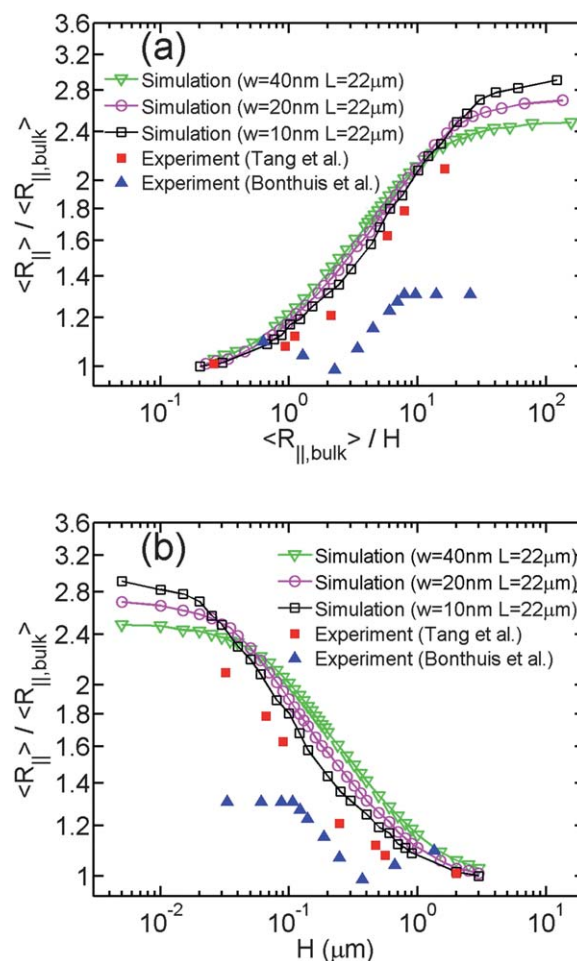 (a)
3.6
3.2
2.8
2.4
2
1.8
1.6
1.4
1.2
1
<R||> / <R||,bulk>
Simulation (w=40nm L=22μm)
Simulation (w=20nm L=22μm)
Simulation (w=10nm L=22μm)
Experiment (Tang et al.)
Experiment (Bonthuis et al.)
10⁻¹ 10⁰ 10¹ 10²
<R||,bulk> / H
(b)
3.6
3.2
2.8
2.4
2
1.8
1.6
1.4
1.2
1
<R||> / <R||,bulk>
Simulation (w=40nm L=22μm)
Simulation (w=20nm L=22μm)
Simulation (w=10nm L=22μm)
Experiment (Tang et al.)
Experiment (Bonthuis et al.)
10⁻² 10⁻¹ 10⁰
H (μm)